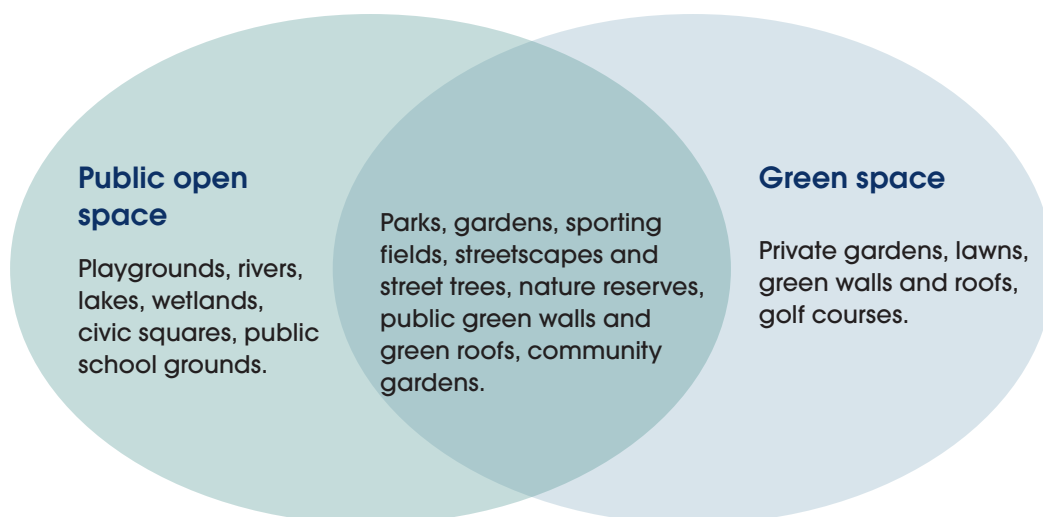 Public open
space
Playgrounds, rivers,
lakes, wetlands,
civic squares, public
school grounds.
Parks, gardens, sporting
fields, streetscapes and
street trees, nature reserves,
public green walls and
green roofs, community
gardens.
Green space
Private gardens, lawns,
green walls and roofs,
golf courses.